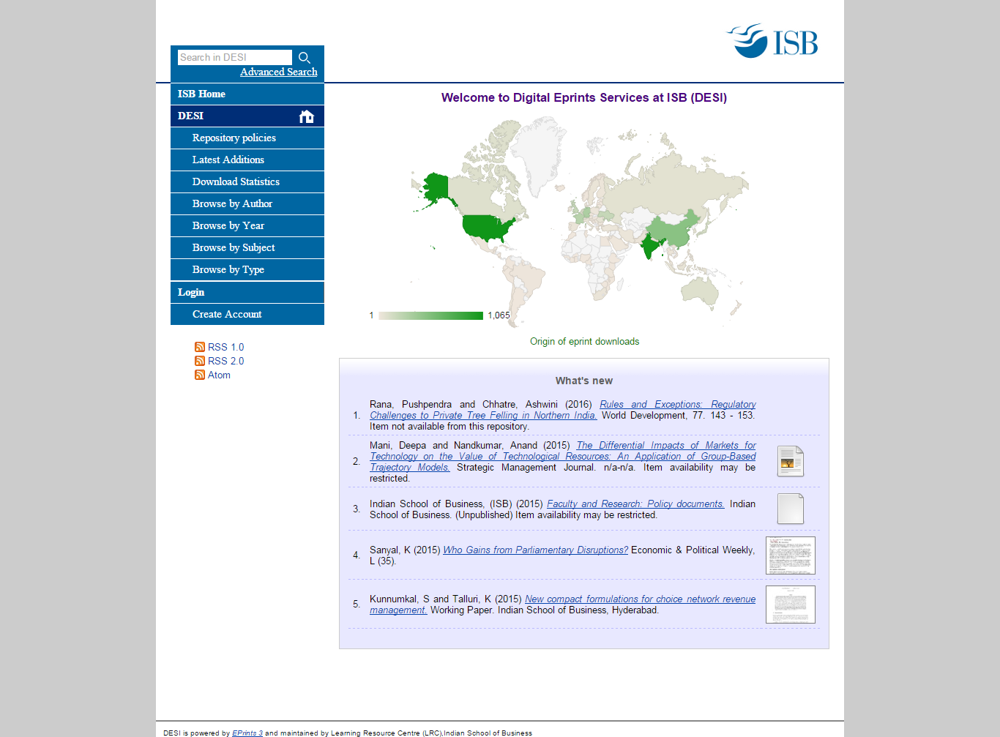 ISB
Search in DESI
Advanced Search
ISB Home
DESI
Repository policies
Latest Additions
Download Statistics
Browse by Author
Browse by Year
Browse by Subject
Browse by Type
Login
Create Account
RSS 1.0
RSS 2.0
Atom
Welcome to Digital Eprints Services at ISB (DESI)
1
1,065
Origin of eprint downloads
What's new
1. Rana, Pushpendra and Chhatre, Ashwini (2016) Rules and Exceptions: Regulatory
Challenges to Private Tree Felling in Northern India. World Development, 77. 143 - 153.
Item not available from this repository.
2. Mani, Deepa and Nandkumar, Anand (2015) The Differential Impacts of Markets for
Technology on the Value of Technological Resources: An Application of Group-Based
Trajectory Models. Strategic Management Journal. n/a-n/a. Item availability may be
restricted.
3. Indian School of Business, (ISB) (2015) Faculty and Research: Policy documents. Indian
School of Business. (Unpublished) Item availability may be restricted.
4. Sanyal, K (2015) Who Gains from Parliamentary Disruptions? Economic & Political Weekly,
L (35).
5. Kunnumkal, S and Talluri, K (2015) New compact formulations for choice network revenue
management. Working Paper. Indian School of Business, Hyderabad.
DESI is powered by EPrints 3 and maintained by Learning Resource Centre (LRC),Indian School of Business